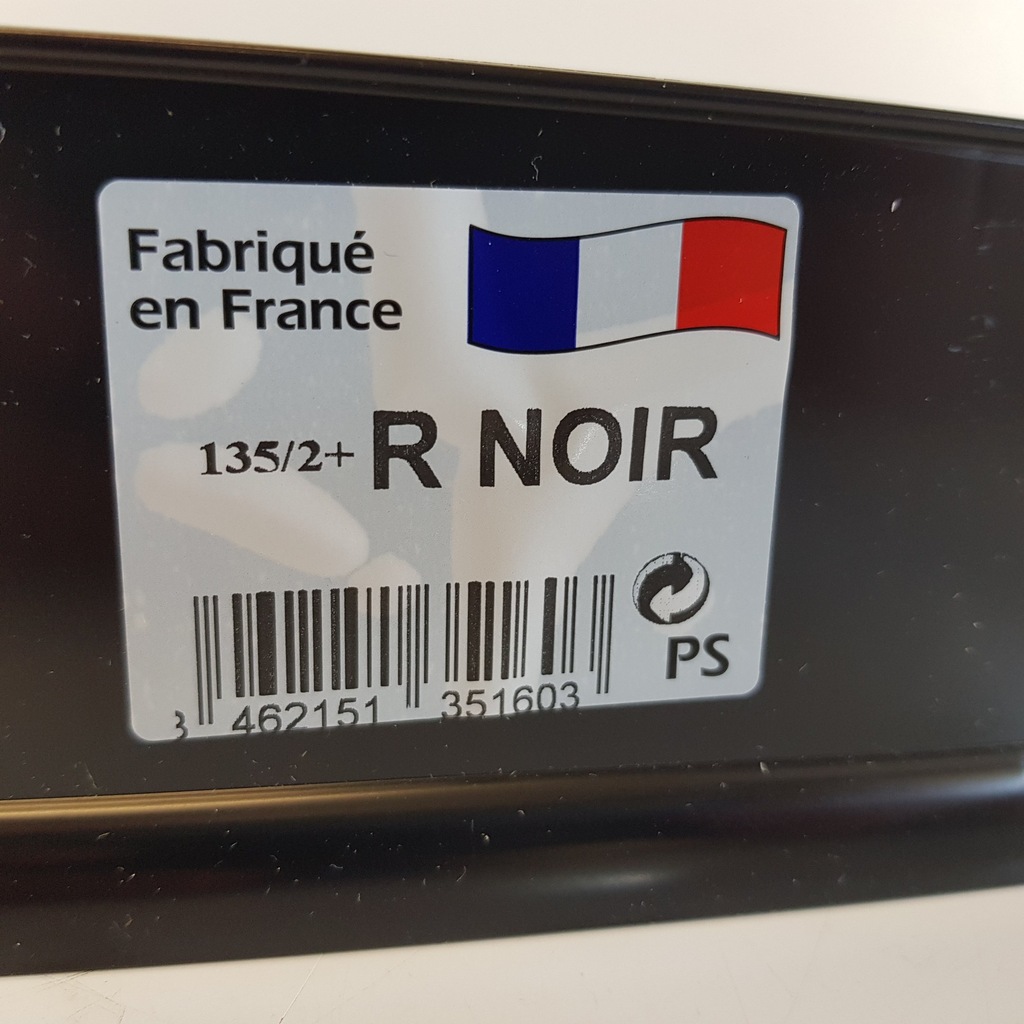 Fabriqué
en France
135/2+ R NOIR
PS
3 462151 351603